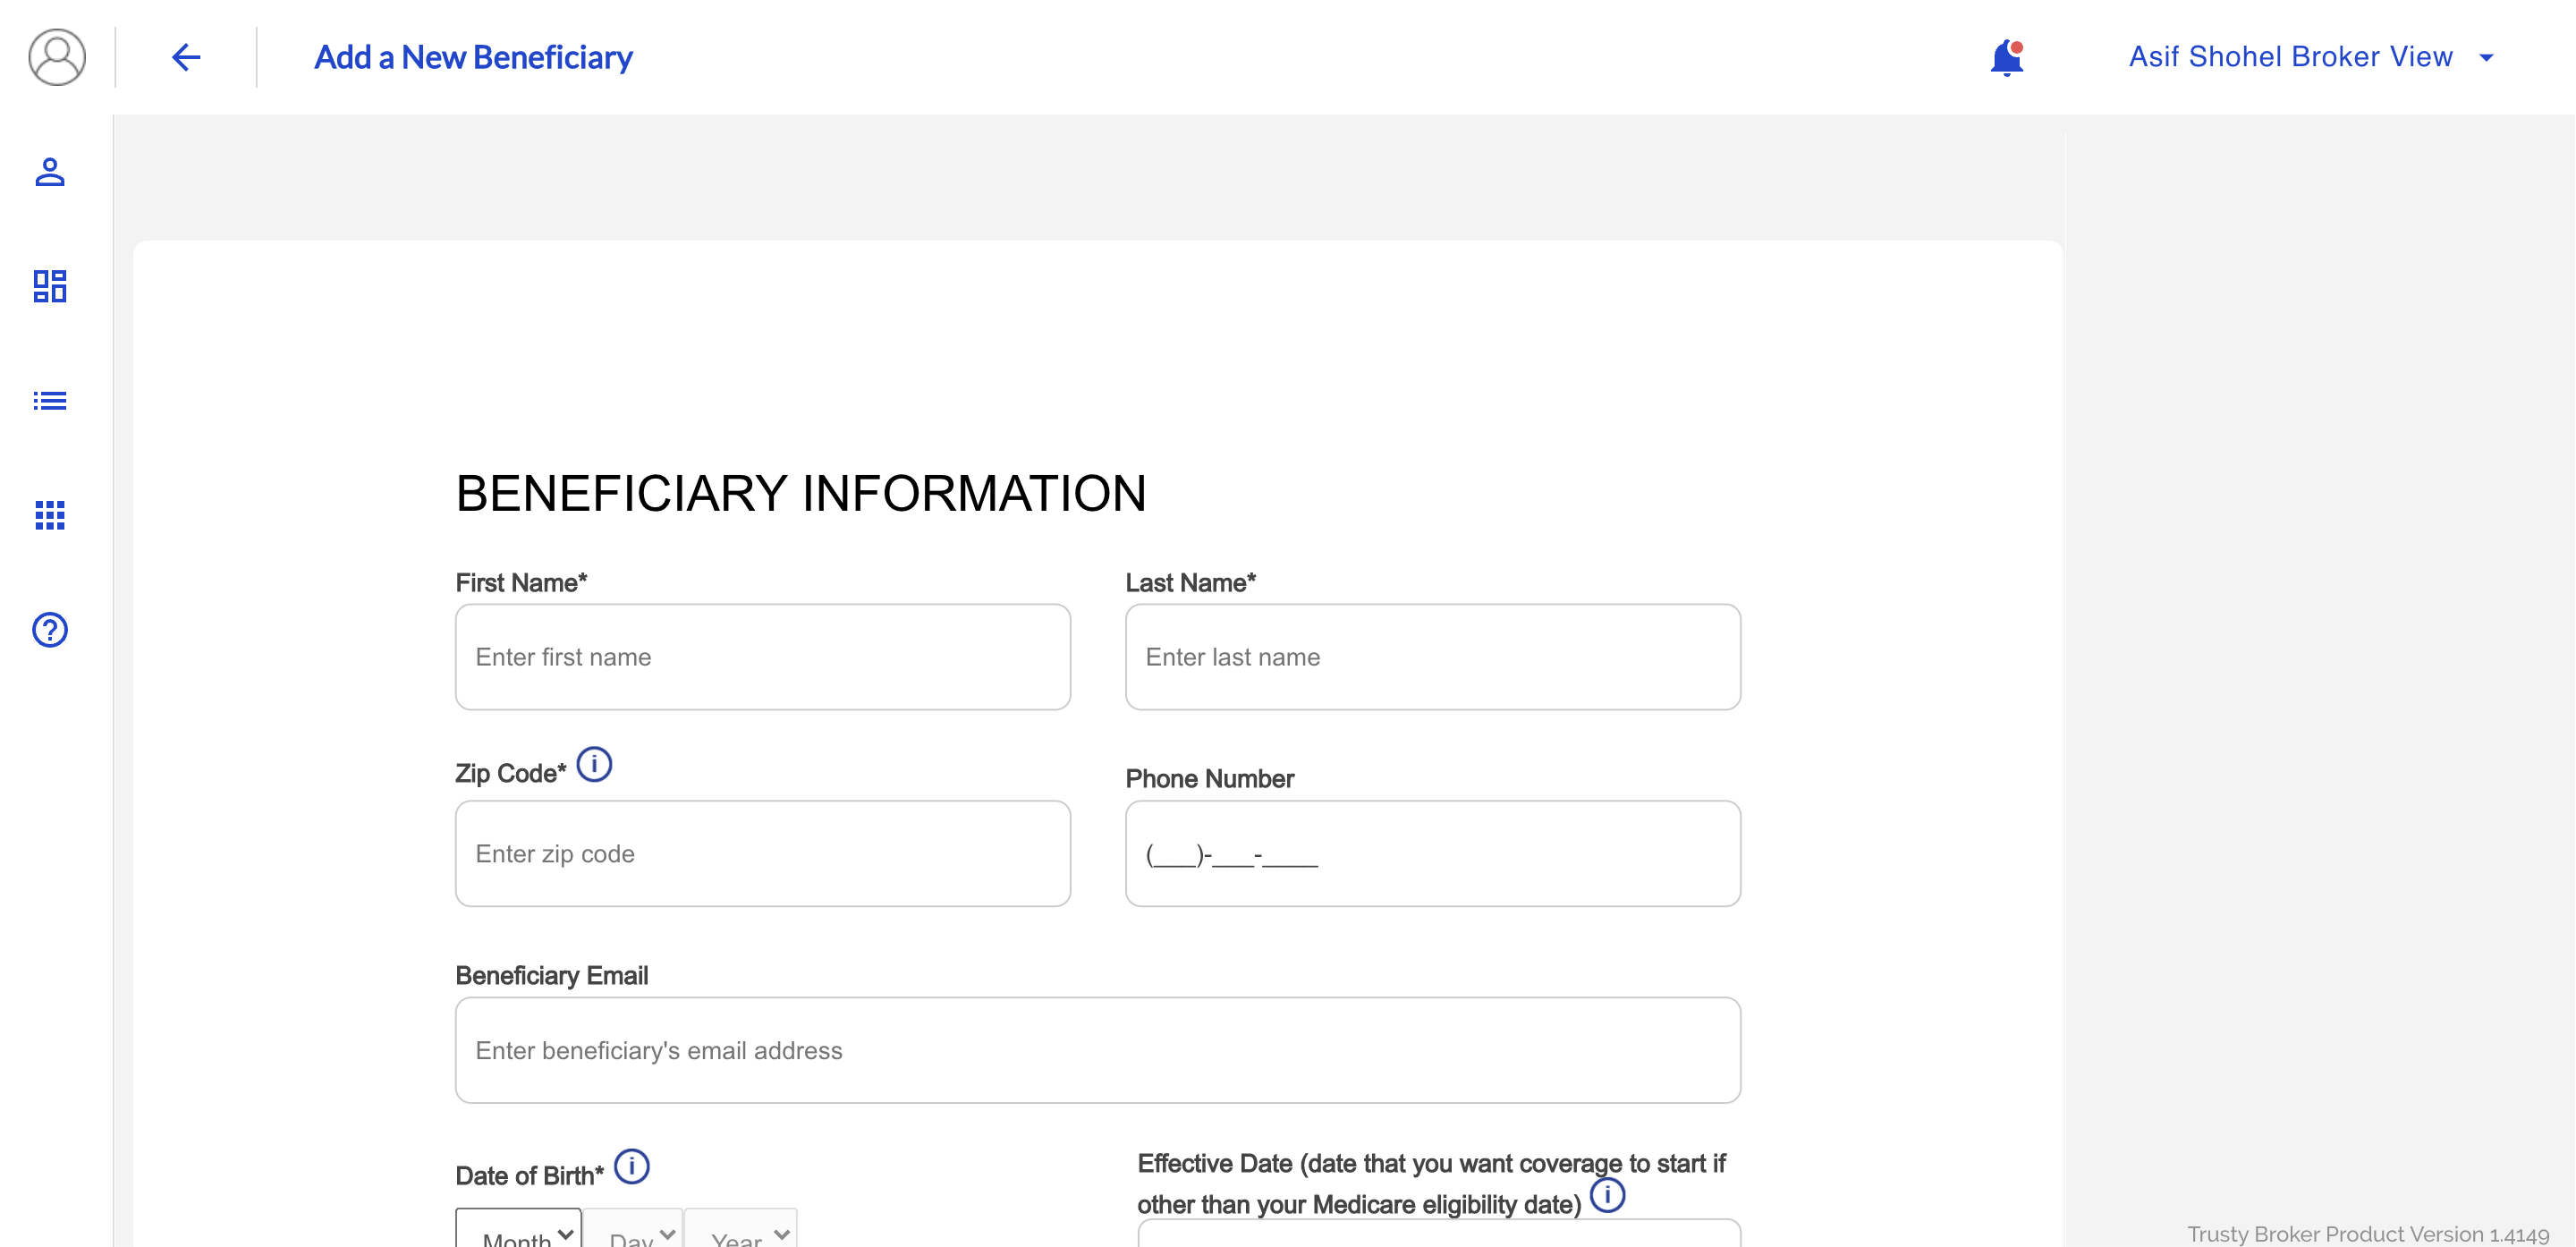 Add a New Beneficiary
Asif Shohel Broker View
BENEFICIARY INFORMATION
First Name*
Last Name*
Enter first name
Enter last name
Zip Code*
Phone Number
Enter zip code
(___)-___-____
Beneficiary Email
Enter beneficiary's email address
Date of Birth*
Effective Date (date that you want coverage to start if
other than your Medicare eligibility date)
Month
Day
Year
Trusty Broker Product Version 1.4149